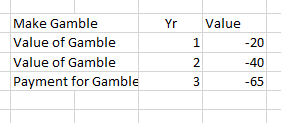 Make Gamble Yr Value
Value of Gamble 1 -20
Value of Gamble 2 -40
Payment for Gamble 3 -65